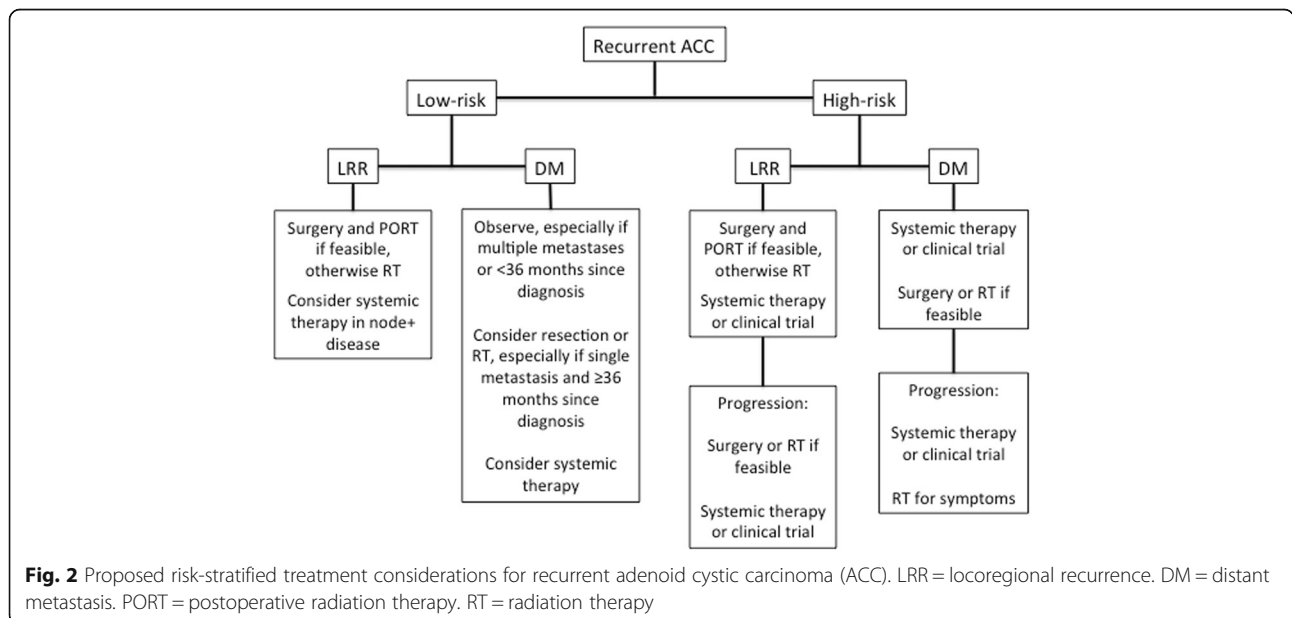 Recurrent ACC
Low-risk
High-risk
LRR
DM
LRR
DM
Surgery and PORT
if feasible,
otherwise RT
Consider systemic
therapy in node+
disease
Observe, especially if
multiple metastases
or <36 months since
diagnosis
Consider resection or
RT, especially if single
metastasis and ≥36
months since
diagnosis
Consider systemic
therapy
Surgery and
PORT if feasible,
otherwise RT
Systemic therapy
or clinical trial
Progression:
Surgery or RT if
feasible
Systemic therapy
or clinical trial
Systemic therapy
or clinical trial
Surgery or RT if
feasible
Progression:
Systemic therapy
or clinical trial
RT for symptoms
Fig. 2 Proposed risk-stratified treatment considerations for recurrent adenoid cystic carcinoma (ACC). LRR = locoregional recurrence. DM = distant
metastasis. PORT = postoperative radiation therapy. RT = radiation therapy